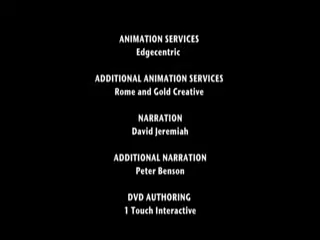 ANIMATION SERVICES
Edgecentric
ADDITIONAL ANIMATION SERVICES
Rome and Gold Creative
NARRATION
David Jeremiah
ADDITIONAL NARRATION
Peter Benson
DVD AUTHORING
1 Touch Interactive